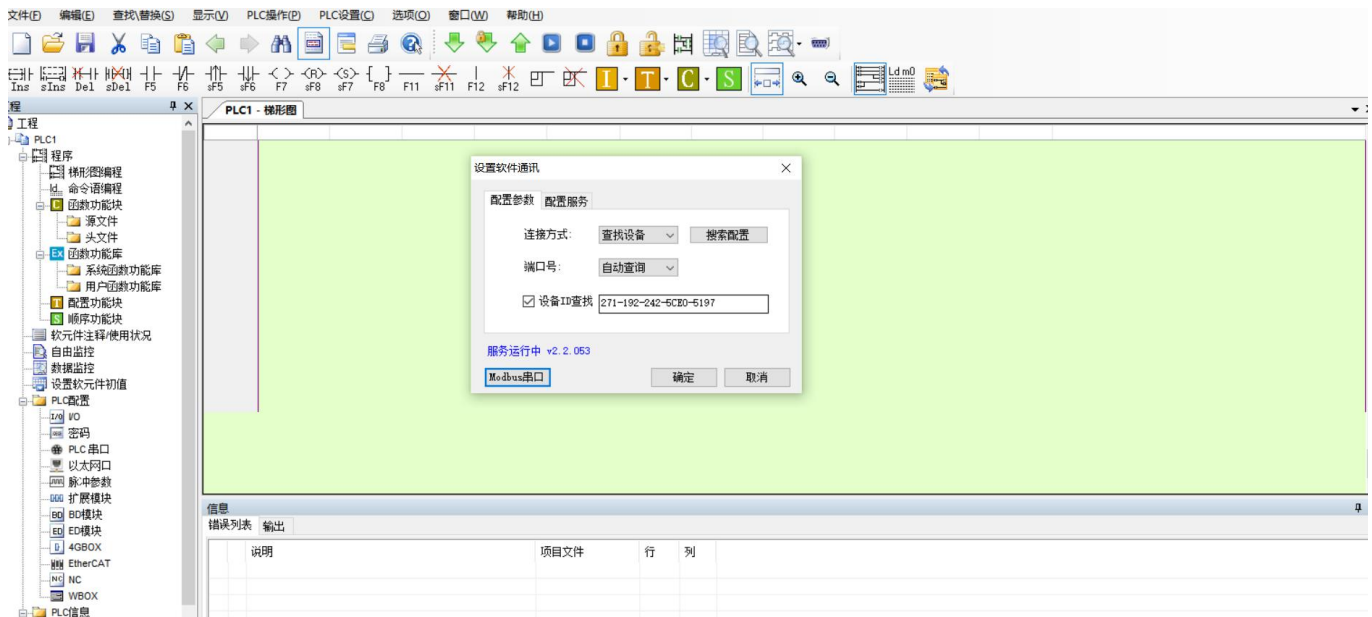 文件(F) 编辑(E) 查找\替换(S) 显示(V) PLC操作(P) PLC设置(C) 选项(O) 窗口(W) 帮助(H)
Ins sIns Del sDel F5 F6 sF5 sF6 F7 sF8 sF7 F8 F11 sF11 F12 sF12 I T C S Ld m0
程
PLC1 - 梯形图
工程
PLC1
程序
梯形图编程
命令语编程
函数功能块
源文件
头文件
Ex 函数功能库
系统函数功能库
用户函数功能库
T 配置功能块
S 顺序功能块
软元件注释/使用状况
自由监控
数据监控
设置软元件初值
PLC配置
I/O I/O
密码
PLC 串口
以太网口
脉冲参数
扩展模块
BD BD模块
ED ED模块
4GBOX
EtherCAT
NC NC
WBOX
PLC信息
设置软件通讯
配置参数 配置服务
连接方式: 查找设备 搜索配置
端口号: 自动查询
设备ID查找 271-192-242-5CE0-5197
服务运行中 v2.2.053
Modbus串口 确定 取消
信息
错误列表 输出
说明 项目文件 行 列